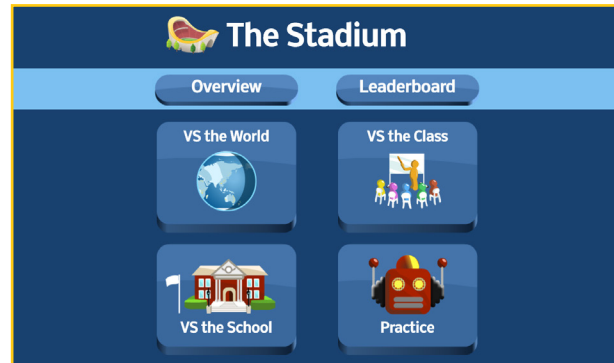 The Stadium
Overview
Leaderboard
VS the World
VS the Class
VS the School
Practice